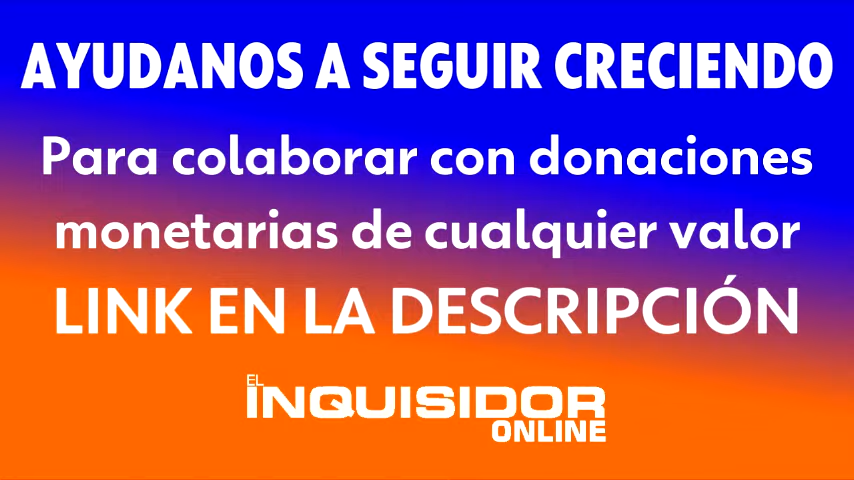 AYUDANOS A SEGUIR CRECIENDO
Para colaborar con donaciones
monetarias de cualquier valor
LINK EN LA DESCRIPCIÓN
EL
INQUISIDOR
ONLINE